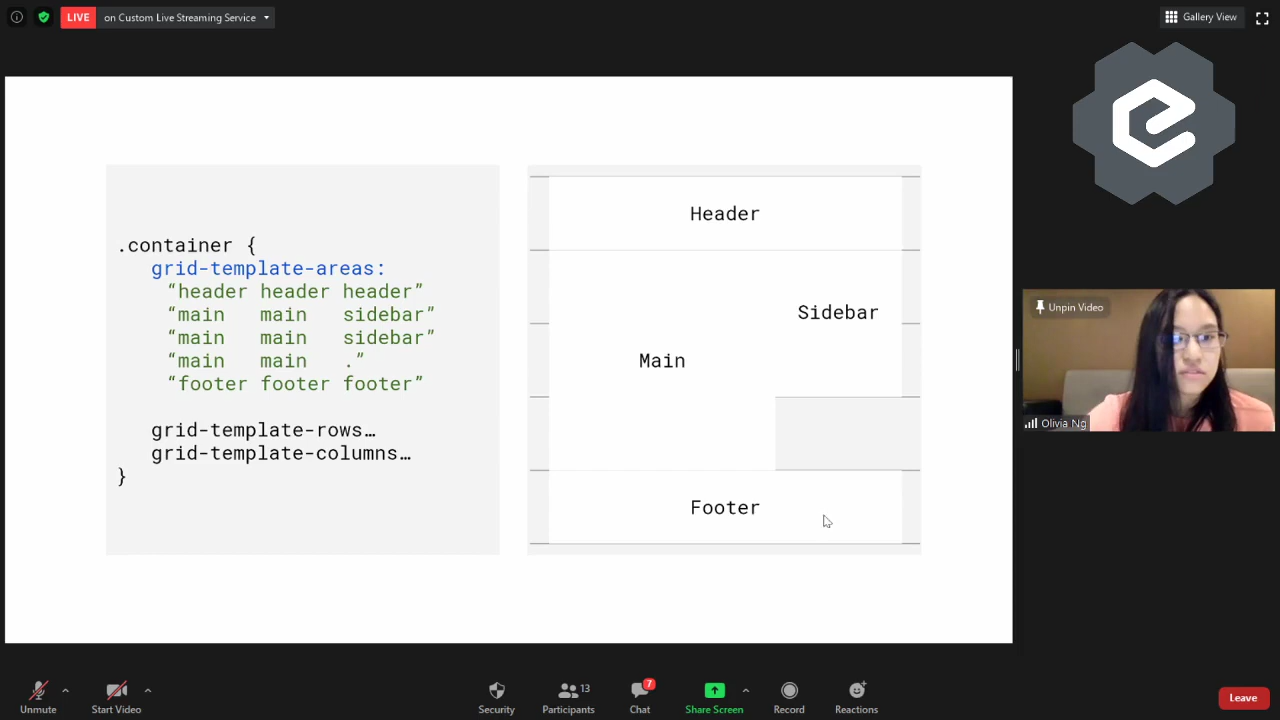 LIVE on Custom Live Streaming Service
Gallery View
.container {
grid-template-areas:
“header header header”
“main main sidebar”
“main main sidebar”
“main main .”
“footer footer footer”
grid-template-rows…
grid-template-columns…
}
Header
Sidebar
Main
Footer
Unpin Video
Olivia Ng
Unmute
Start Video
Security
Participants
13
Chat
7
Share Screen
Record
Reactions
Leave